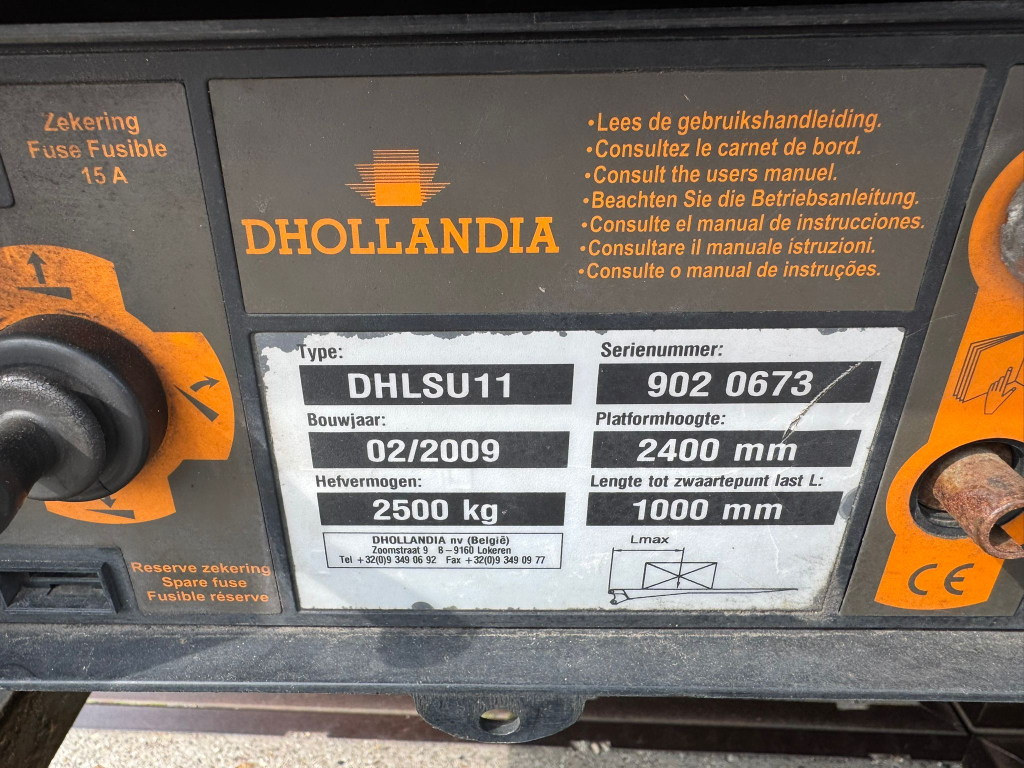 Zekering
Fuse Fusible
15 A
DHOLLANDIA
•Lees de gebruikshandleiding.
•Consultez le carnet de bord.
•Consult the users manuel.
•Beachten Sie die Betriebsanleitung.
•Consulte el manual de instrucciones.
•Consultare il manuale istruzioni.
•Consulte o manual de instruções.
Type:
DHLSU11
Serienummer:
902 0673
Bouwjaar:
02/2009
Platformhoogte:
2400 mm
Hefvermogen:
2500 kg
Lengte tot zwaartepunt last L:
1000 mm
DHOLLANDIA nv (België)
Zoomstraat 9 B-9160 Lokeren
Tel +32(0)9 349 06 92 Fax +32(0)9 349 09 77
Lmax
Reserve zekering
Spare fuse
Fusible réserve
CE